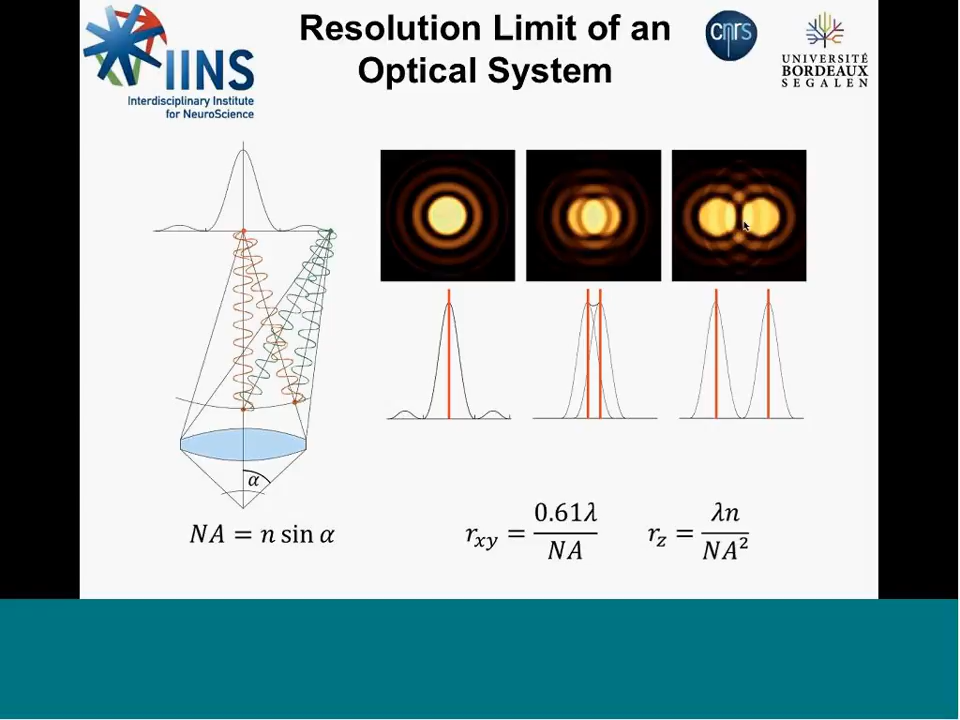 Resolution Limit of an
Optical System
IINS
Interdisciplinary Institute
for NeuroScience
cnrs
UNIVERSITÉ
BORDEAUX
SEGALEN
α
NA = n sin α
r_xy = 0.61λ / NA
r_z = λn / NA²